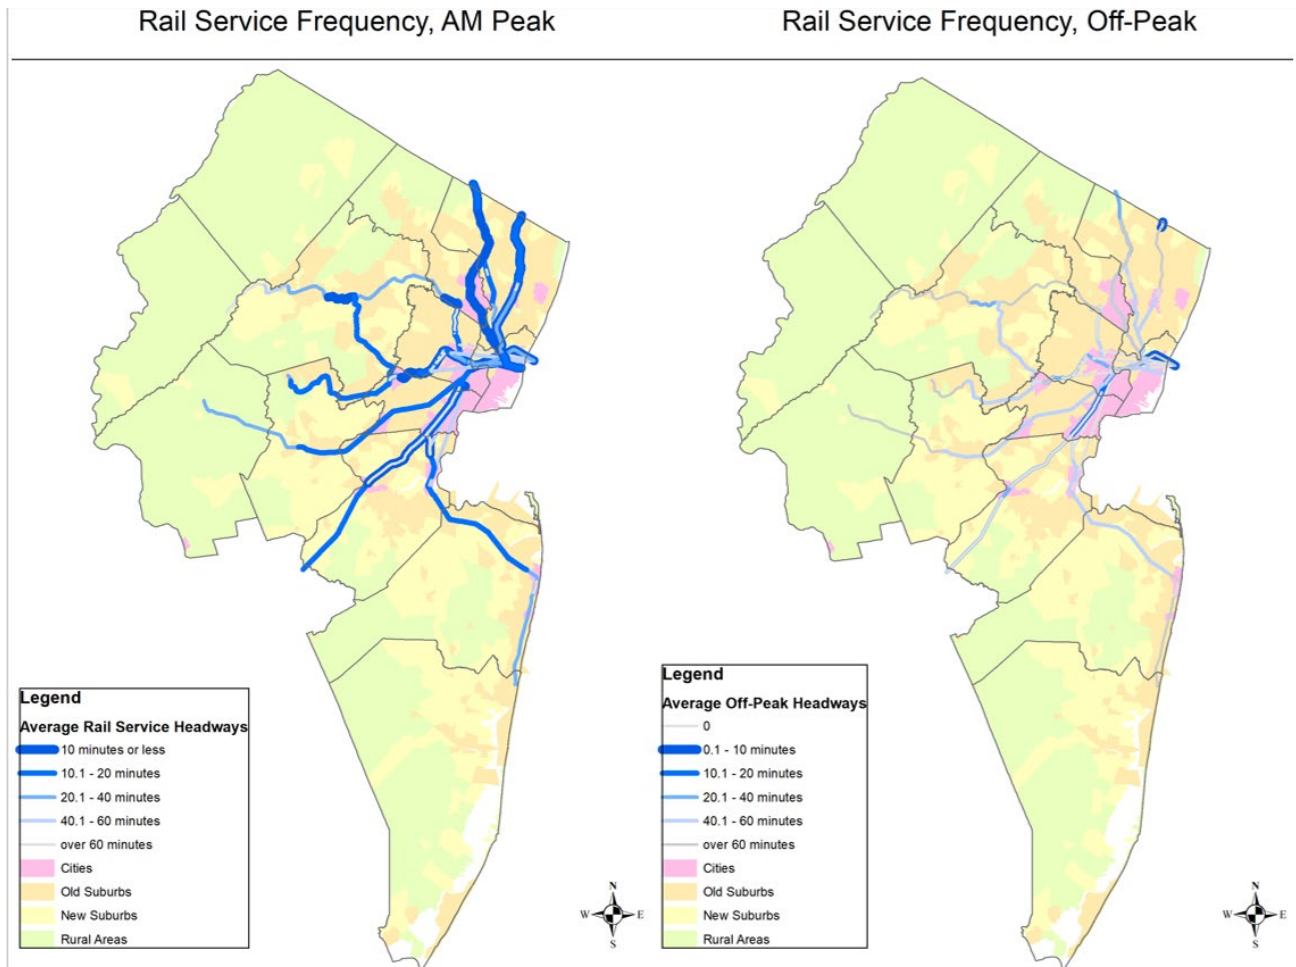 Rail Service Frequency, AM Peak
Rail Service Frequency, Off-Peak
Legend
Average Rail Service Headways
10 minutes or less
10.1 - 20 minutes
20.1 - 40 minutes
40.1 - 60 minutes
over 60 minutes
Cities
Old Suburbs
New Suburbs
Rural Areas
N
W E
S
Legend
Average Off-Peak Headways
0
0.1 - 10 minutes
10.1 - 20 minutes
20.1 - 40 minutes
40.1 - 60 minutes
over 60 minutes
Cities
Old Suburbs
New Suburbs
Rural Areas
N
W E
S